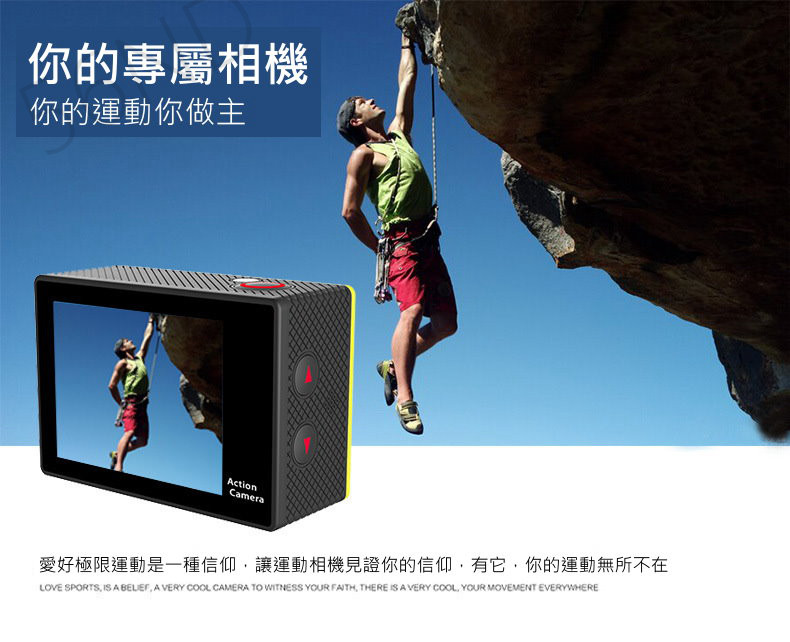 你的專屬相機
你的運動你做主
Action
Camera
愛好極限運動是一種信仰，讓運動相機見證你的信仰，有它，你的運動無所不在
LOVE SPORTS, IS A BELIEF, A VERY COOL CAMERA TO WITNESS YOUR FAITH, THERE IS A VERY COOL, YOUR MOVEMENT EVERYWHERE